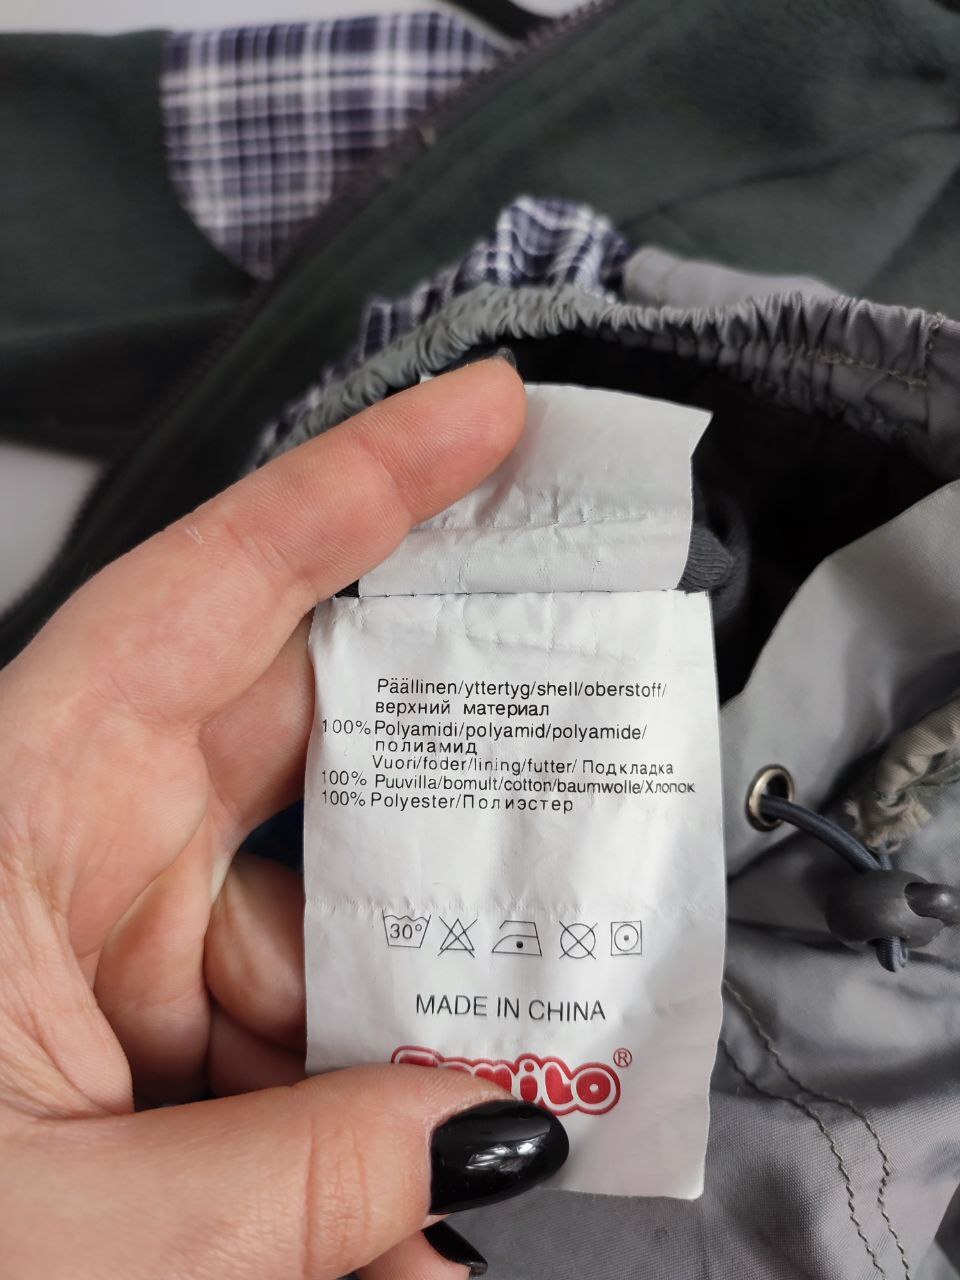 Päällinen/yttertyg/shell/oberstoff/
верхний материал
100% Polyamidi/polyamid/polyamide/
полиамид
Vuori/foder/lining/futter/ Подкладка
100% Puuvilla/bomult/cotton/baumwolle/Хлопок
100% Polyester/Полиэстер
30°
MADE IN CHINA
®